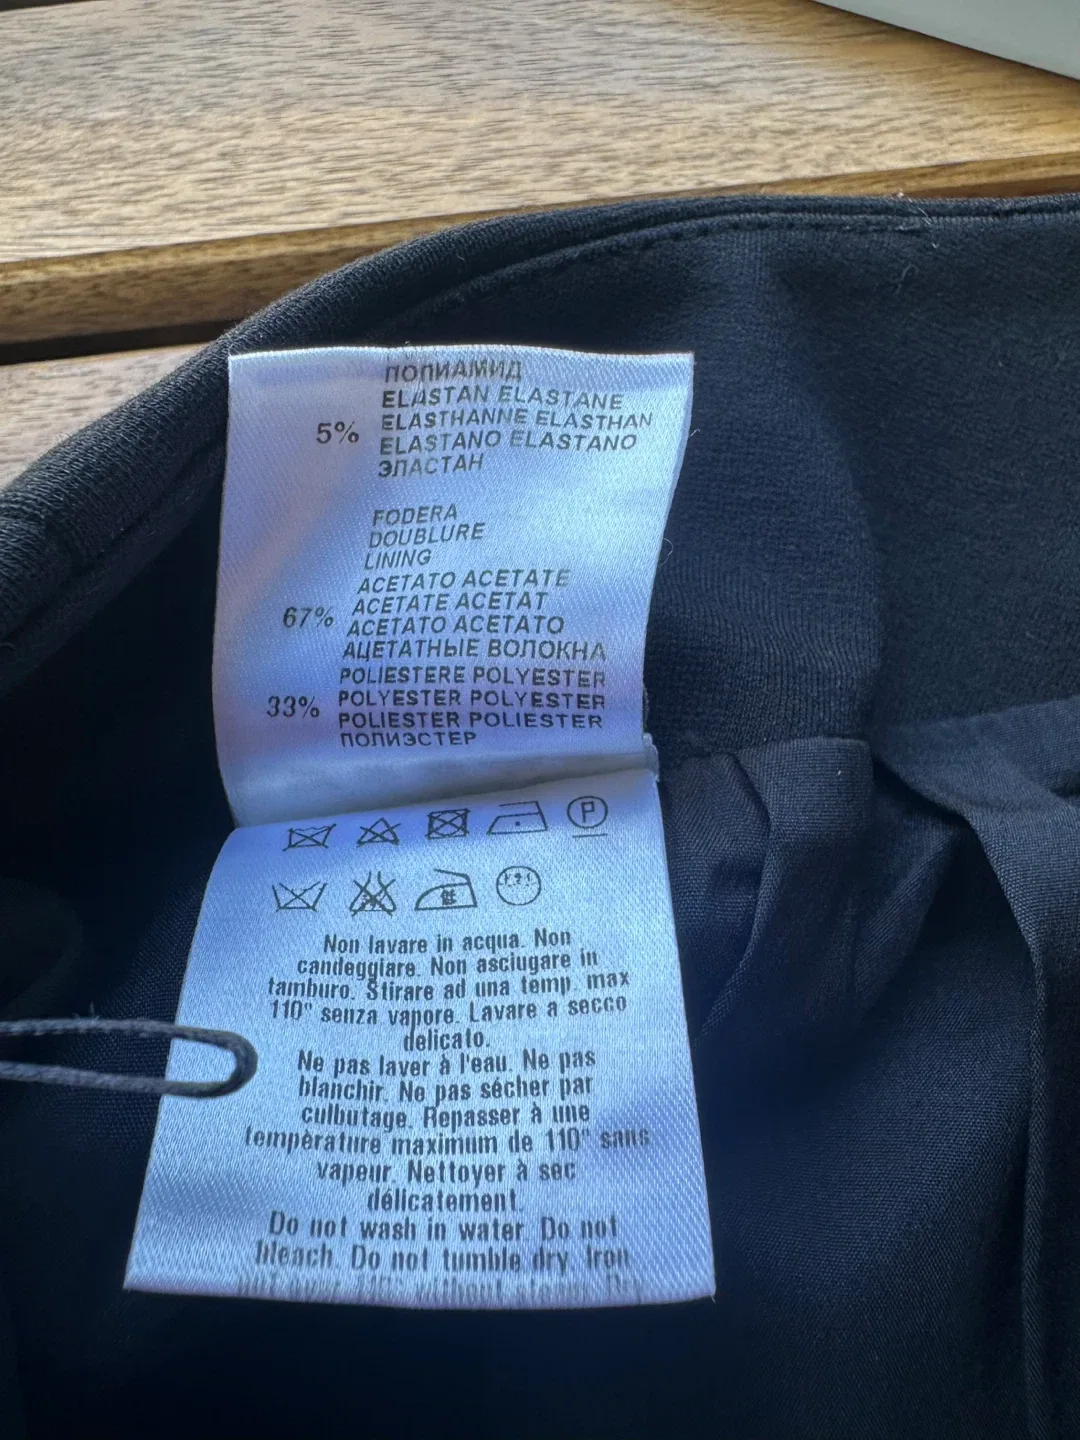 ПОЛИАМИД
ELASTAN ELASTANE
ELASTHANNE ELASTHAN
5% ELASTANO ELASTANO
ЭЛАСТАН
FODERA
DOUBLURE
LINING
ACETATO ACETATE
67% ACETATE ACETAT
ACETATO ACETATO
АЦЕТАТНЫЕ ВОЛОКНА
POLIESTERE POLYESTER
33% POLYESTER POLYESTER
POLIESTER POLIESTER
ПОЛИЭСТЕР
P
Non lavare in acqua. Non
candeggiare. Non asciugare in
tamburo. Stirare ad una temp. max
110° senza vapore. Lavare a secco
delicato.
Ne pas laver à l'eau. Ne pas
blanchir. Ne pas sécher par
culbutage. Repasser à une
température maximum de 110° sans
vapeur. Nettoyer à sec
délicatement.
Do not wash in water. Do not
bleach. Do not tumble dry. Iron
110° without